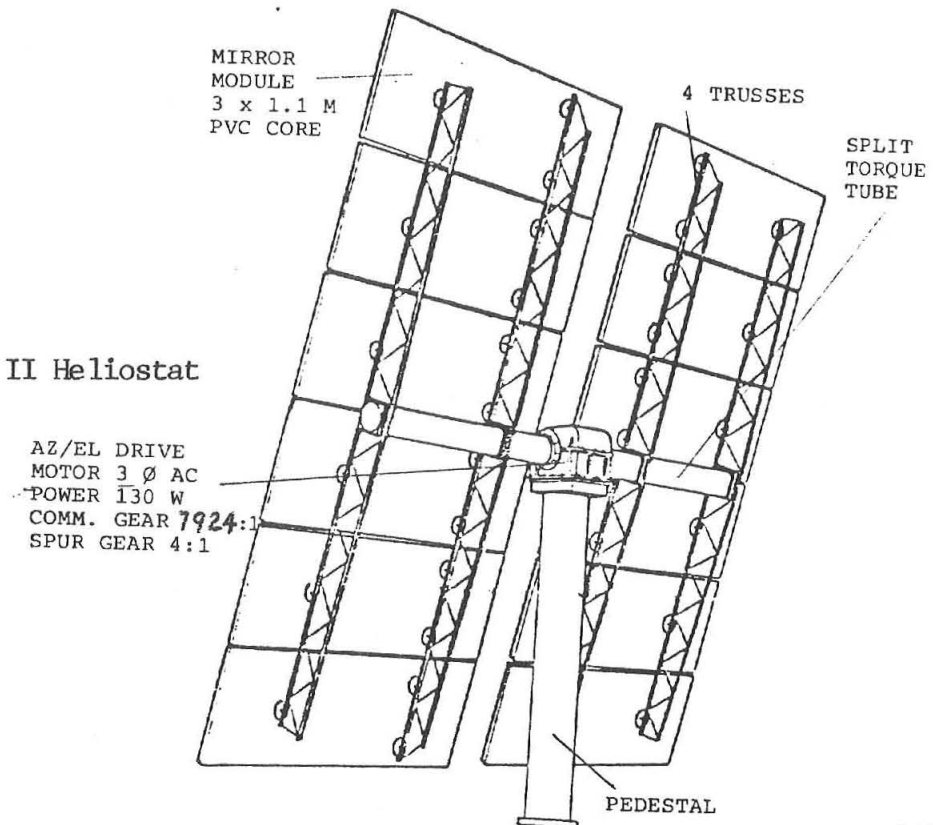 MIRROR
MODULE
3 x 1.1 M
PVC CORE
4 TRUSSES
SPLIT
TORQUE
TUBE
II Heliostat
AZ/EL DRIVE
MOTOR 3 Ø AC
POWER 130 W
COMM. GEAR 7924:1
SPUR GEAR 4:1
PEDESTAL